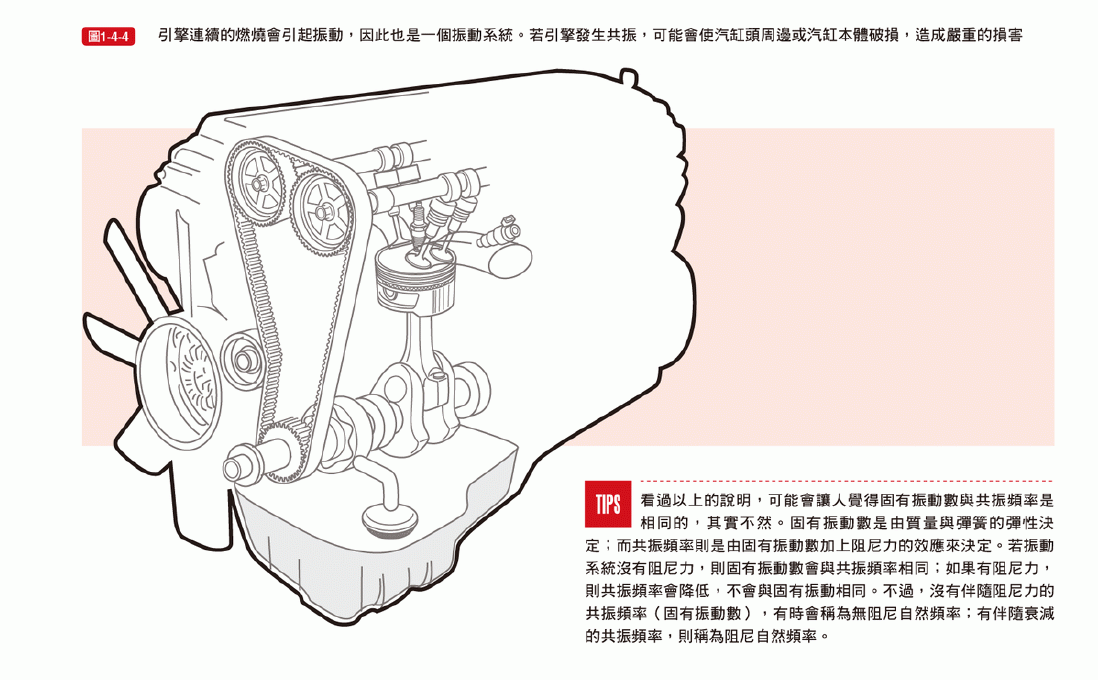 圖1-4-4 引擎連續的燃燒會引起振動，因此也是一個振動系統。若引擎發生共振，可能會使汽缸頭周邊或汽缸本體破損，造成嚴重的損害
TIPS 看過以上的說明，可能會讓人覺得固有振動數與共振頻率是
相同的，其實不然。固有振動數是由質量與彈簧的彈性決
定；而共振頻率則是由固有振動數加上阻尼力的效應來決定。若振動
系統沒有阻尼力，則固有振動數會與共振頻率相同；如果有阻尼力，
則共振頻率會降低，不會與固有振動相同。不過，沒有伴隨阻尼力的
共振頻率（固有振動數），有時會稱為無阻尼自然頻率；有伴隨衰減
的共振頻率，則稱為阻尼自然頻率。